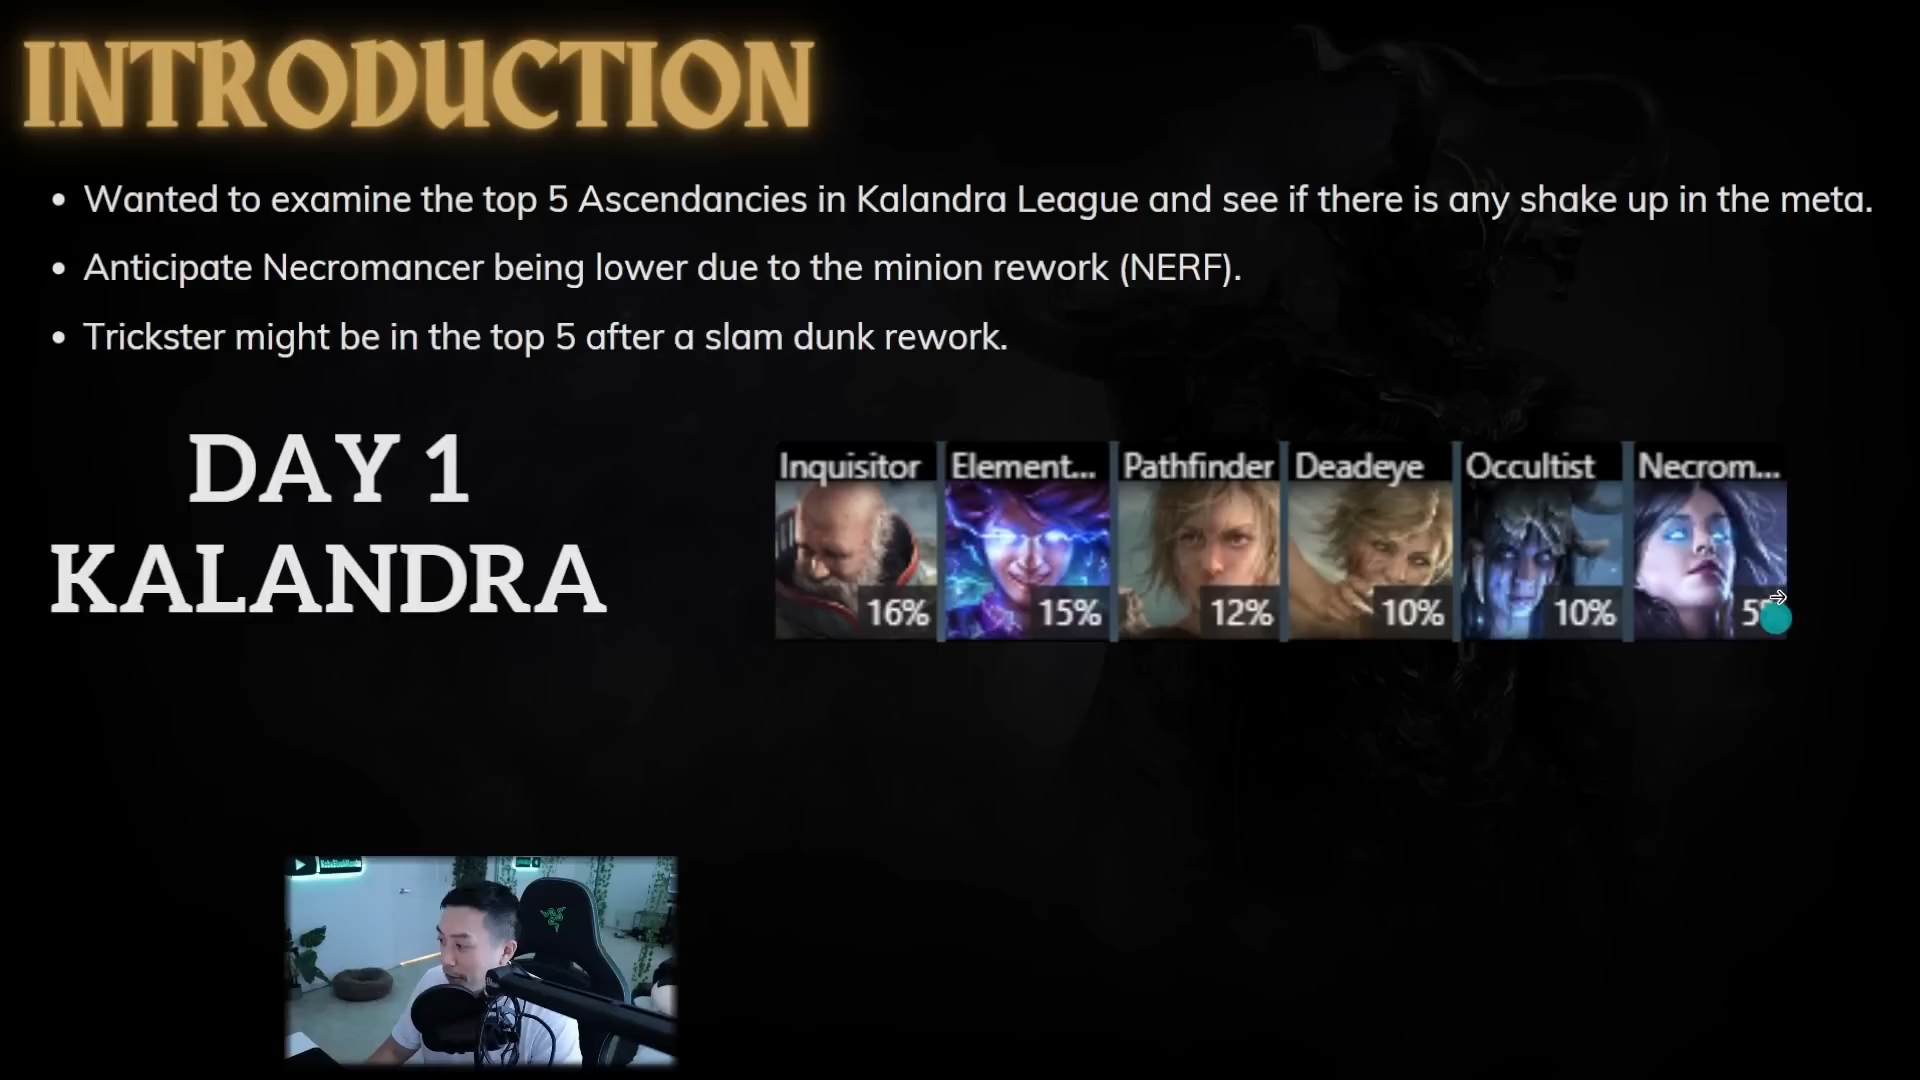 INTRODUCTION
• Wanted to examine the top 5 Ascendancies in Kalandra League and see if there is any shake up in the meta.
• Anticipate Necromancer being lower due to the minion rework (NERF).
• Trickster might be in the top 5 after a slam dunk rework.
DAY 1
KALANDRA
Inquisitor Element... Pathfinder Deadeye Occultist Necrom...
16% 15% 12% 10% 10%